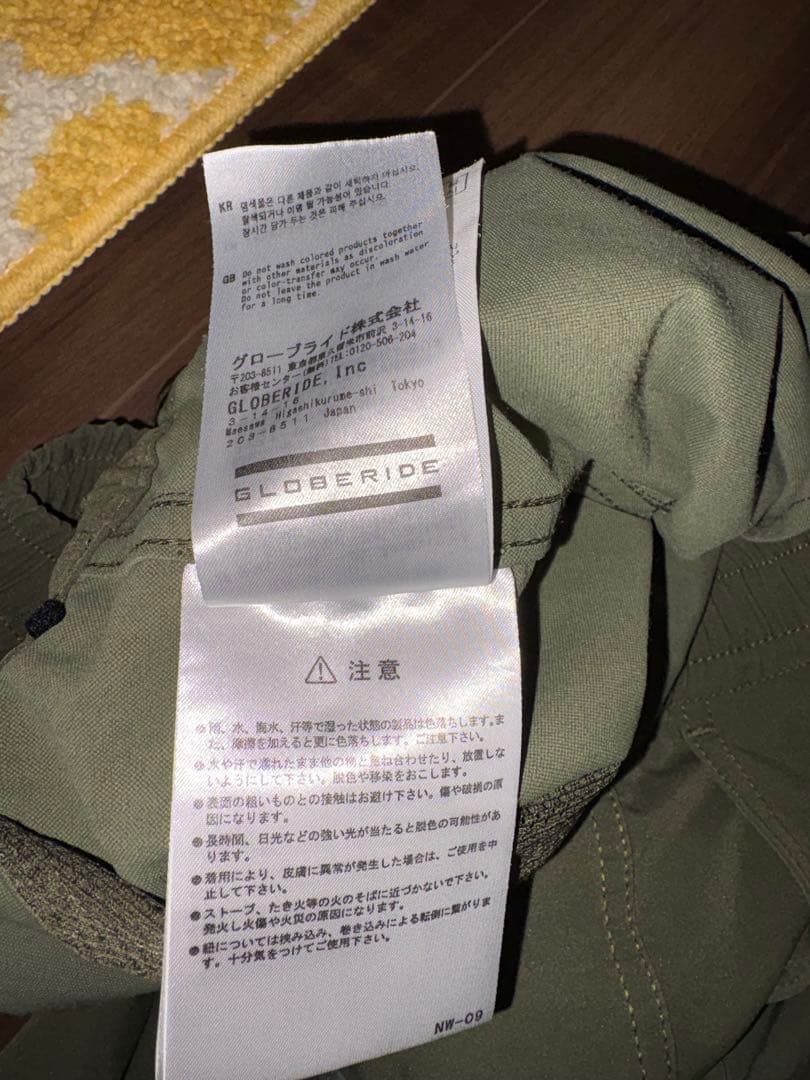 KR 염색물은 다른 제품과 같이 세탁하지 마십시오.
탈색되거나 이염 될 가능성이 있습니다.
장시간 담가 두는 것은 피해 주십시오.
GB Do not wash colored products together
with other materials as discoloration
or color-transfer may occur.
Do not leave the product in wash water
for a long time.
グローブライド株式会社
〒203-8511 東京都東久留米市前沢 3-14-16
お客様センター(無料)TEL:0120-506-204
GLOBERIDE, Inc
3-14-16
Maesawa Higashikurume-shi Tokyo
203-8511 Japan
GLOBERIDE
注意
●雨、水、海水、汗等で湿った状態の製品は色落ちします。ま
た、摩擦を加えると更に色落ちします。ご注意下さい。
●水や汗で濡れたまま他の物と重ね合わせたり、放置しな
いようにして下さい。脱色や移染をおこします。
●表面の粗いものとの接触はお避け下さい。傷や破損の原
因になります。
●長時間、日光などの強い光が当たると脱色の可能性があ
ります。
●着用により、皮膚に異常が発生した場合は、ご使用を中
止して下さい。
●ストーブ、たき火等の火のそばに近づかないで下さい。
発火し火傷や火災の原因になります。
●紐については挟み込み、巻き込みによる転倒に繋がりま
す。十分気をつけてご使用下さい。
NW-09